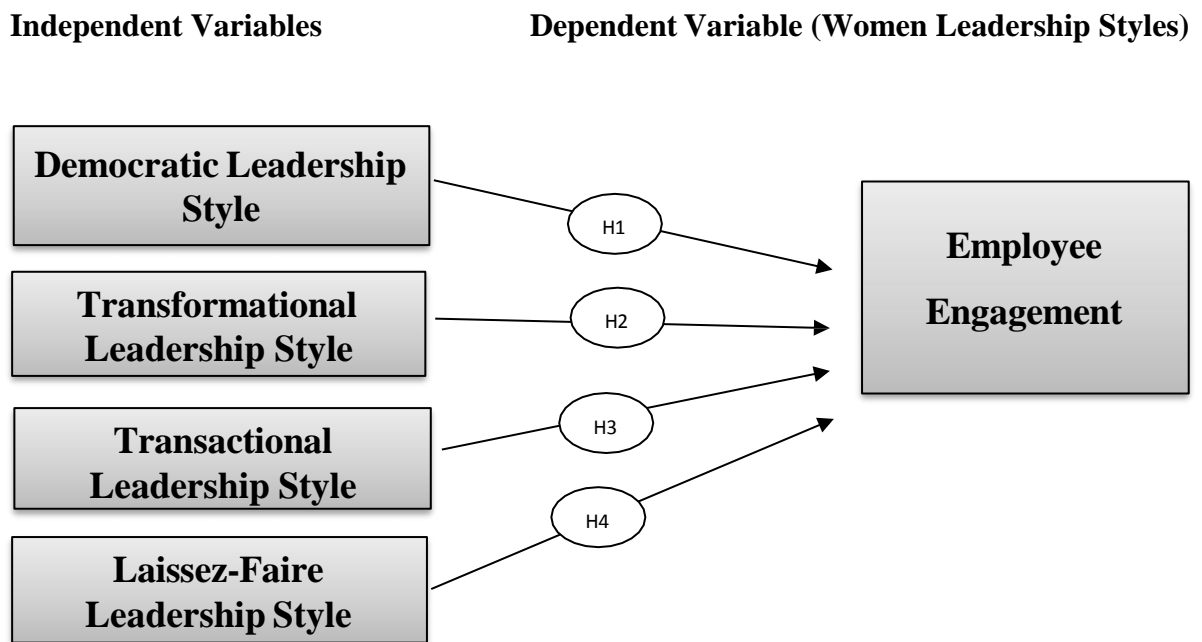 Independent Variables
Dependent Variable (Women Leadership Styles)
Democratic Leadership
Style
H1
Employee
Engagement
Transformational
Leadership Style
H2
Transactional
Leadership Style
H3
Laissez-Faire
Leadership Style
H4